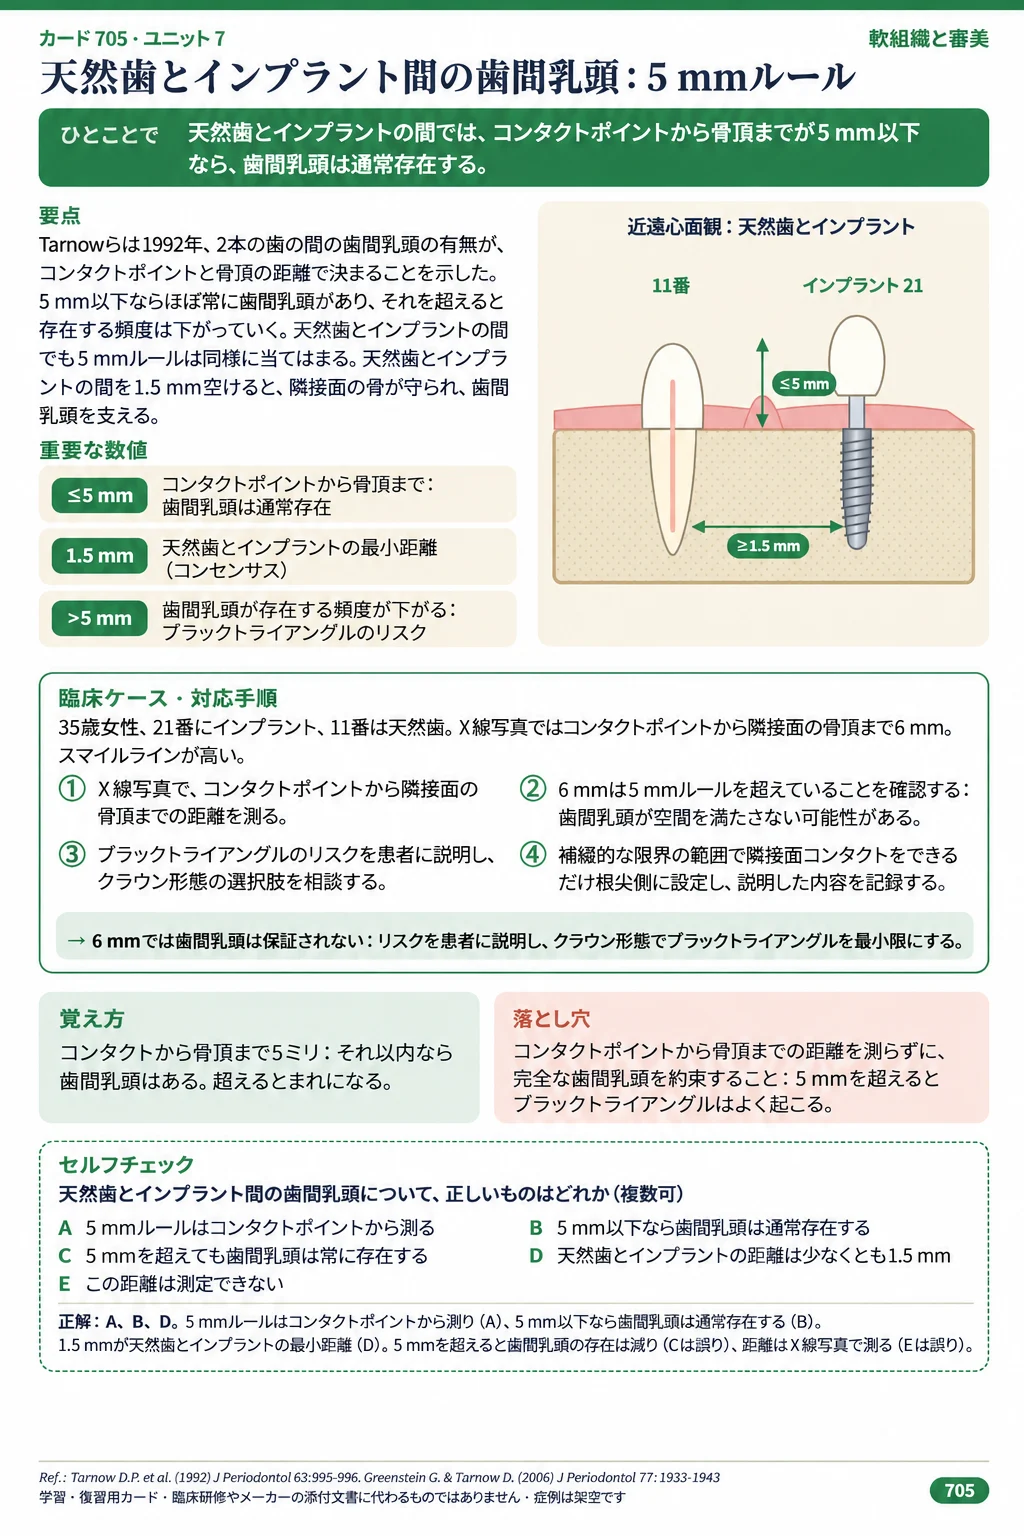 カード 705・ユニット 7
軟組織と審美
天然歯とインプラント間の歯間乳頭：5 mmルール
ひとことで
天然歯とインプラントの間では、コンタクトポイントから骨頂までが5 mm以下
なら、歯間乳頭は通常存在する。
要点
Tarnowらは1992年、2本の歯の間の歯間乳頭の有無が、
コンタクトポイントと骨頂の距離で決まることを示した。
5 mm以下ならほぼ常に歯間乳頭があり、それを超えると
存在する頻度は下がっていく。天然歯とインプラントの間
でも5 mmルールは同様に当てはまる。天然歯とインプラ
ントの間を1.5 mm空けると、隣接面の骨が守られ、歯間
乳頭を支える。
重要な数値
≤5 mm
コンタクトポイントから骨頂まで：
歯間乳頭は通常存在
1.5 mm
天然歯とインプラントの最小距離
（コンセンサス）
>5 mm
歯間乳頭が存在する頻度が下がる：
ブラックトライアングルのリスク
近遠心面観：天然歯とインプラント
11番
インプラント 21
≤5 mm
≥1.5 mm
臨床ケース・対応手順
35歳女性、21番にインプラント、11番は天然歯。X線写真ではコンタクトポイントから隣接面の骨頂まで6 mm。
スマイルラインが高い。
① X線写真で、コンタクトポイントから隣接面の
骨頂までの距離を測る。
② 6 mmは5 mmルールを超えていることを確認する：
歯間乳頭が空間を満たさない可能性がある。
③ ブラックトライアングルのリスクを患者に説明し、
クラウン形態の選択肢を相談する。
④ 補綴的な限界の範囲で隣接面コンタクトをできる
だけ根尖側に設定し、説明した内容を記録する。
→ 6 mmでは歯間乳頭は保証されない：リスクを患者に説明し、クラウン形態でブラックトライアングルを最小限にする。
覚え方
コンタクトから骨頂まで5ミリ：それ以内なら
歯間乳頭はある。超えるとまれになる。
落とし穴
コンタクトポイントから骨頂までの距離を測らずに、
完全な歯間乳頭を約束すること：5 mmを超えると
ブラックトライアングルはよく起こる。
セルフチェック
天然歯とインプラント間の歯間乳頭について、正しいものはどれか（複数可）
A 5 mmルールはコンタクトポイントから測る
B 5 mm以下なら歯間乳頭は通常存在する
C 5 mmを超えても歯間乳頭は常に存在する
D 天然歯とインプラントの距離は少なくとも1.5 mm
E この距離は測定できない
正解：A、B、D。5 mmルールはコンタクトポイントから測り（A）、5 mm以下なら歯間乳頭は通常存在する（B）。
1.5 mmが天然歯とインプラントの最小距離（D）。5 mmを超えると歯間乳頭の存在は減り（Cは誤り）、距離はX線写真で測る（Eは誤り）。
Ref.: Tarnow D.P. et al. (1992) J Periodontol 63:995-996. Greenstein G. & Tarnow D. (2006) J Periodontol 77:1933-1943
学習・復習用カード・臨床研修やメーカーの添付文書に代わるものではありません・症例は架空です
705